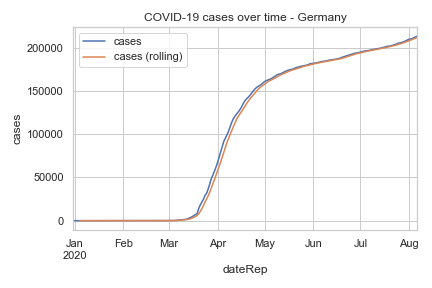 COVID-19 cases over time - Germany
cases
cases (rolling)
200000
150000
100000
50000
0
cases
Jan Feb Mar Apr May Jun Jul Aug
2020
dateRep